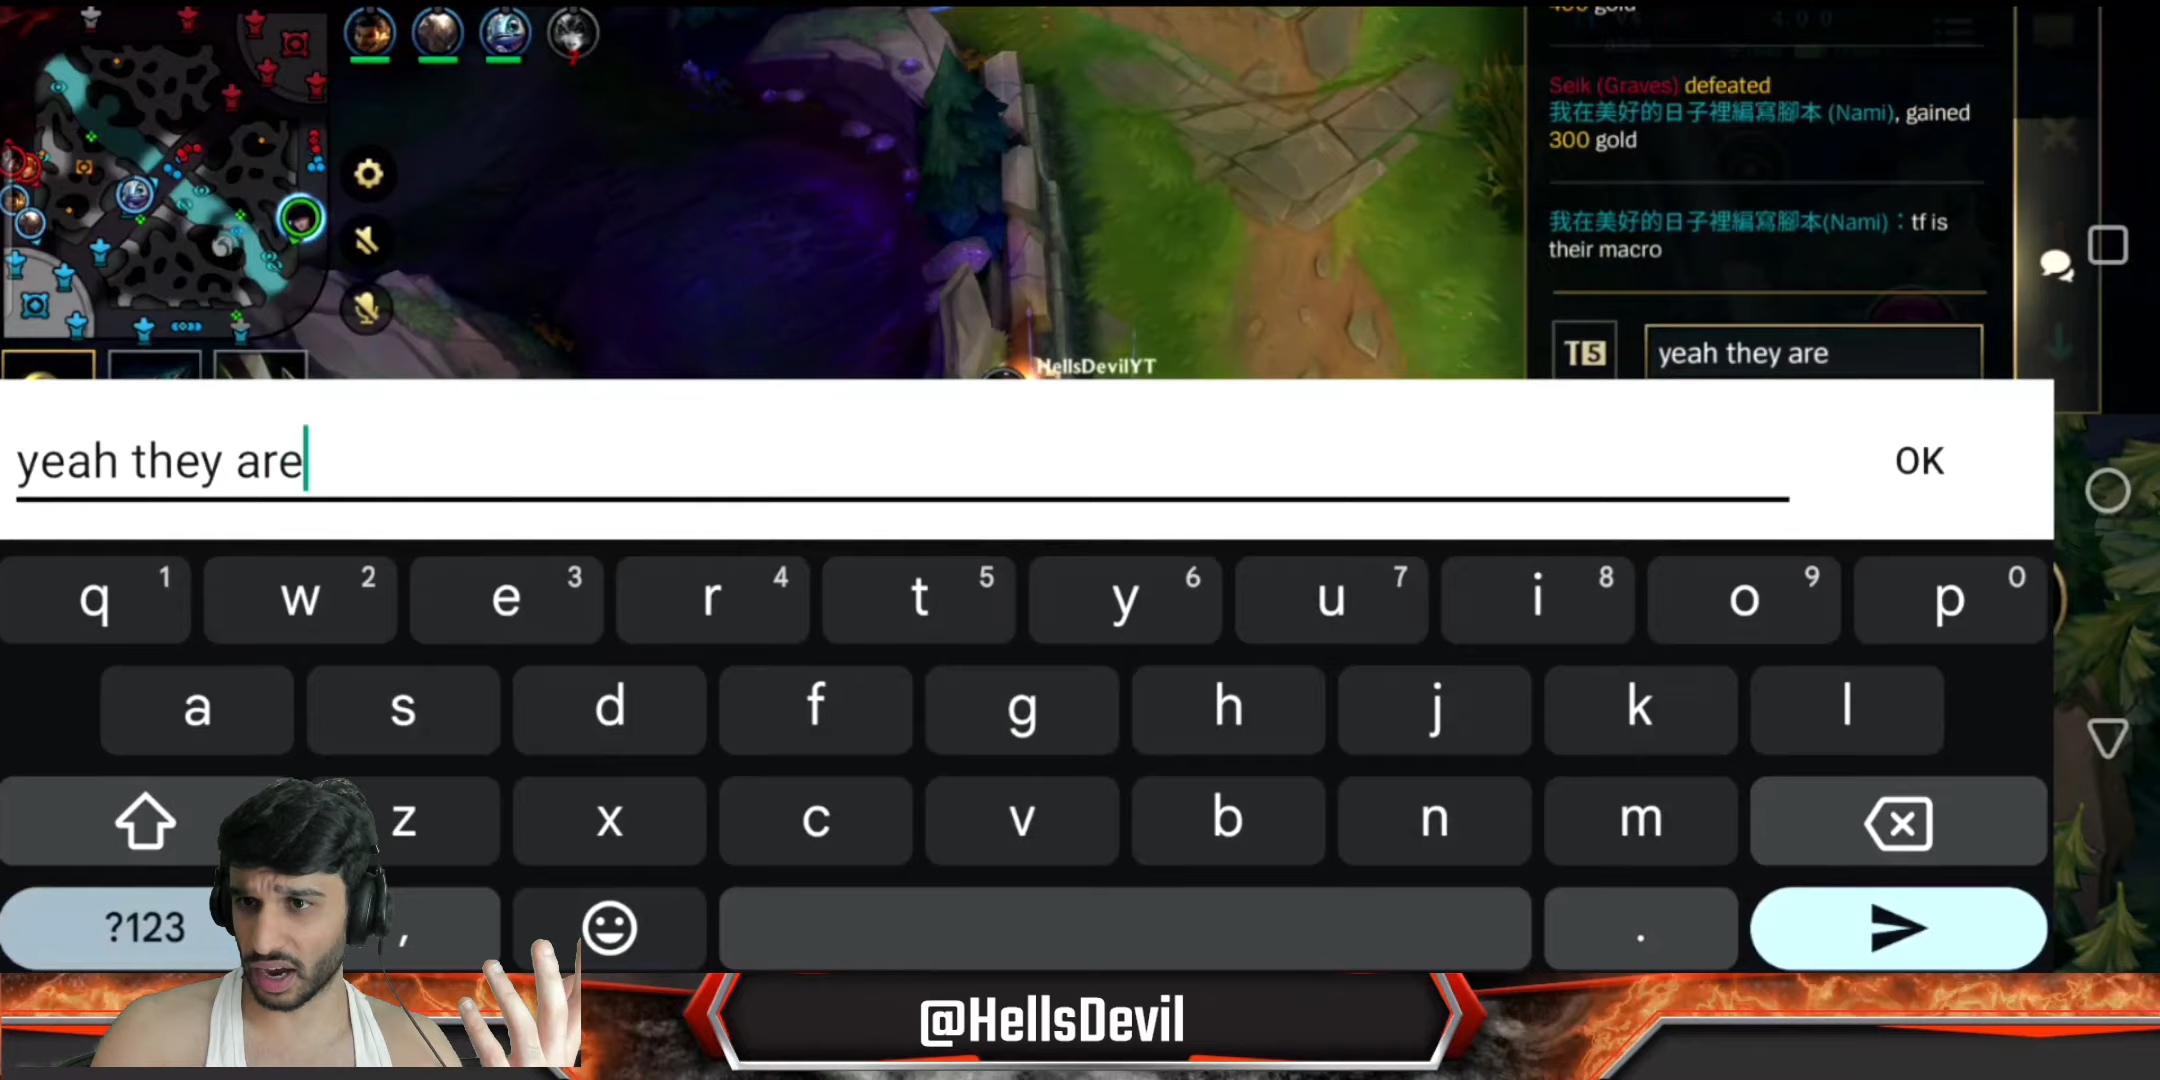 gold
Seik (Graves) defeated
我在美好的日子裡編寫腳本 (Nami), gained
300 gold
我在美好的日子裡編寫腳本(Nami)：tf is
their macro
T5
yeah they are
HellsDevilYT
yeah they are
OK
q 1 w 2 e 3 r 4 t 5 y 6 u 7 i 8 o 9 p 0
a s d f g h j k l
z x c v b n m
?123 , .
@HellsDevil